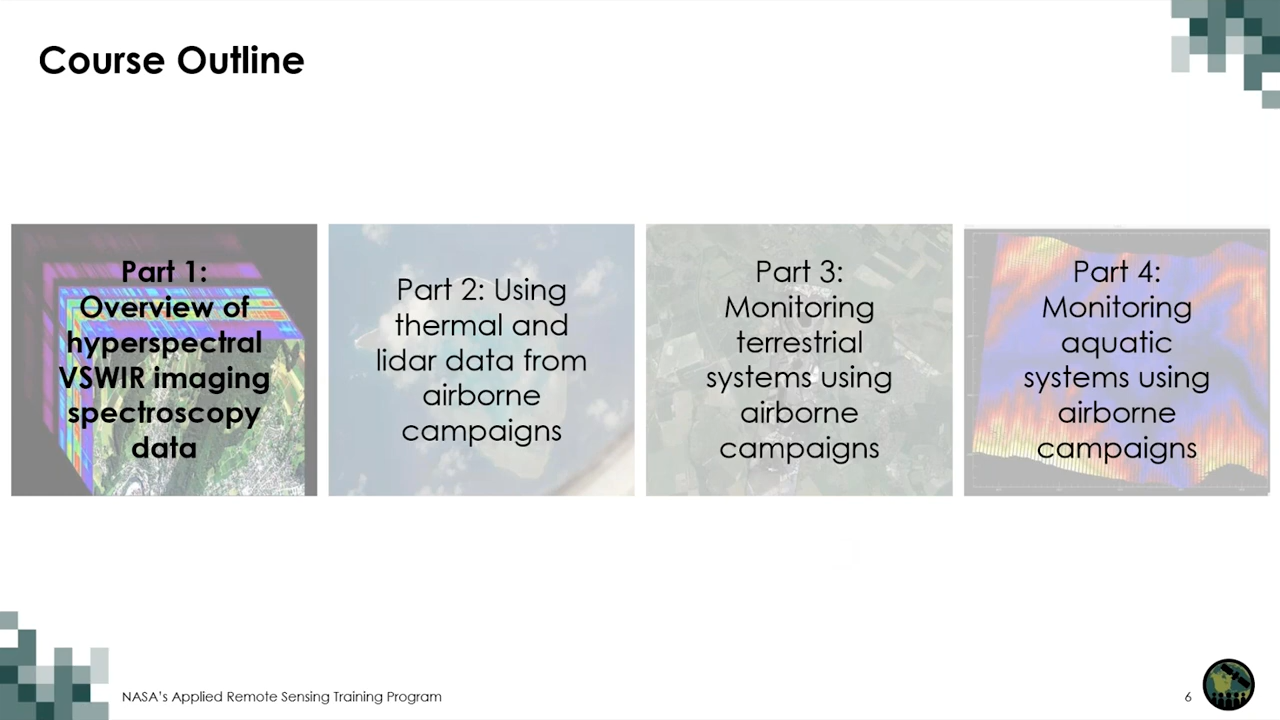 Course Outline
Part 1:
Overview of
hyperspectral
VSWIR imaging
spectroscopy
data
Part 2: Using
thermal and
lidar data from
airborne
campaigns
Part 3:
Monitoring
terrestrial
systems using
airborne
campaigns
Part 4:
Monitoring
aquatic
systems using
airborne
campaigns
NASA's Applied Remote Sensing Training Program
6